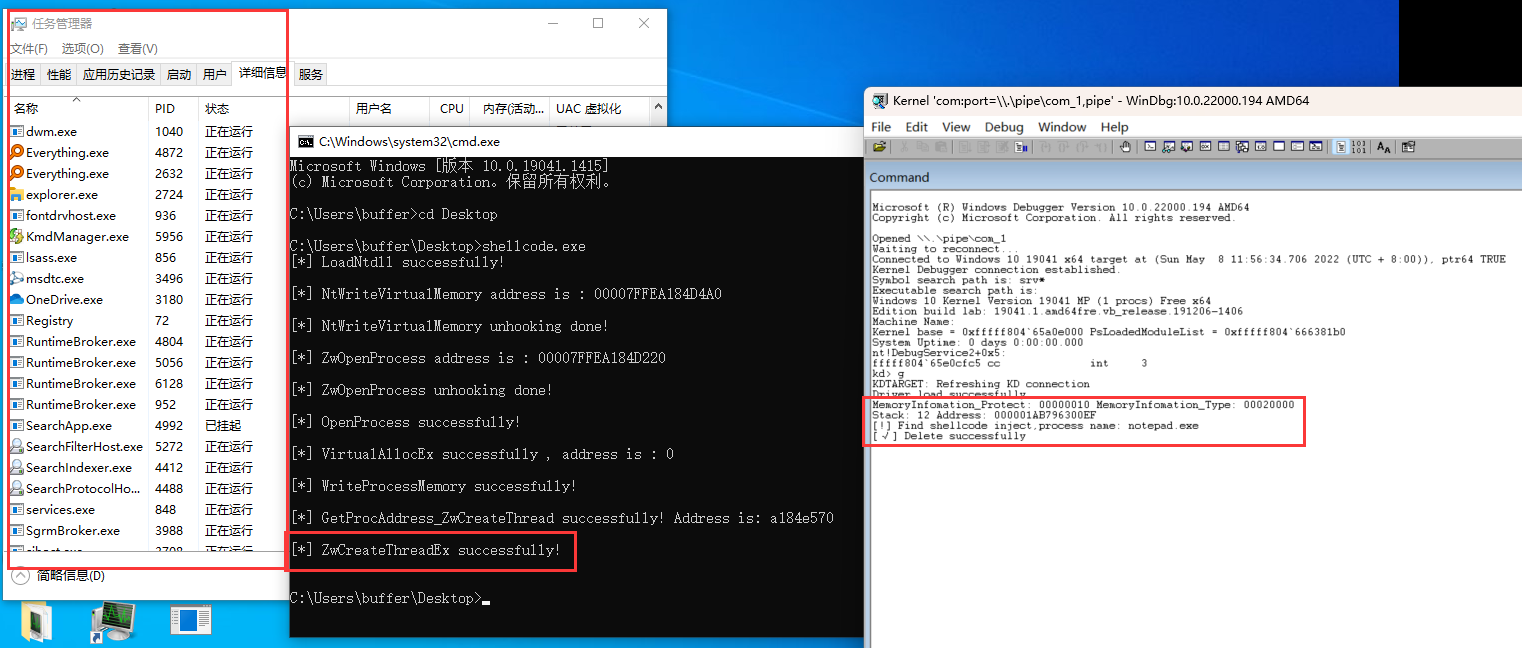 任务管理器
文件(F) 选项(O) 查看(V)
进程 性能 应用历史记录 启动 用户 详细信息 服务
名称 PID 状态 用户名 CPU 内存(活动... UAC 虚拟化
dwm.exe 1040 正在运行
Everything.exe 4872 正在运行
Everything.exe 2632 正在运行
explorer.exe 2724 正在运行
fontdrvhost.exe 936 正在运行
KmdManager.exe 5956 正在运行
lsass.exe 856 正在运行
msdtc.exe 3496 正在运行
OneDrive.exe 3180 正在运行
Registry 72 正在运行
RuntimeBroker.exe 4804 正在运行
RuntimeBroker.exe 5056 正在运行
RuntimeBroker.exe 6128 正在运行
RuntimeBroker.exe 952 正在运行
SearchApp.exe 4992 已挂起
SearchFilterHost.exe 5272 正在运行
SearchIndexer.exe 4412 正在运行
SearchProtocolHo... 4488 正在运行
services.exe 848 正在运行
SgrmBroker.exe 3988 正在运行
简略信息(D)
C:\Windows\system32\cmd.exe
Microsoft Windows [版本 10.0.19041.1415]
(c) Microsoft Corporation。保留所有权利。
C:\Users\buffer>cd Desktop
C:\Users\buffer\Desktop>shellcode.exe
[*] LoadNtdll successfully!
[*] NtWriteVirtualMemory address is : 00007FFEA184D4A0
[*] NtWriteVirtualMemory unhooking done!
[*] ZwOpenProcess address is : 00007FFEA184D220
[*] ZwOpenProcess unhooking done!
[*] OpenProcess successfully!
[*] VirtualAllocEx successfully , address is : 0
[*] WriteProcessMemory successfully!
[*] GetProcAddress_ZwCreateThread successfully! Address is: a184e570
[*] ZwCreateThreadEx successfully!
C:\Users\buffer\Desktop>
Kernel 'com:port=\\.\pipe\com_1,pipe' - WinDbg:10.0.22000.194 AMD64
File Edit View Debug Window Help
Command
Microsoft (R) Windows Debugger Version 10.0.22000.194 AMD64
Copyright (c) Microsoft Corporation. All rights reserved.
Opened \\.\pipe\com_1
Waiting to reconnect...
Connected to Windows 10 19041 x64 target at (Sun May  8 11:56:34.706 2022 (UTC + 8:00)), ptr64 TRUE
Kernel Debugger connection established.
Symbol search path is: srv*
Executable search path is:
Windows 10 Kernel Version 19041 MP (1 procs) Free x64
Edition build lab: 19041.1.amd64fre.vb_release.191206-1406
Machine Name:
Kernel base = 0xfffff804`65a0e000 PsLoadedModuleList = 0xfffff804`666381b0
System Uptime: 0 days 0:00:00.000
nt!DebugService2+0x5:
fffff804`65e0cfc5 cc int 3
kd> g
KDTARGET: Refreshing KD connection
Driver load successfully
MemoryInfomation_Protect: 00000010 MemoryInfomation_Type: 00020000
Stack: 12 Address: 000001AB796300EF
[!] Find shellcode inject,process name: notepad.exe
[√] Delete successfully